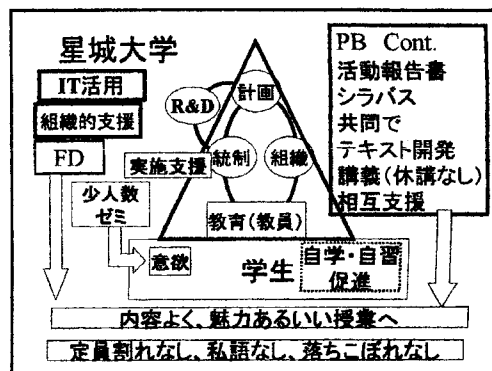 星城大学
IT活用
組織的支援
FD
少人数
ゼミ
R&D
計画
実施支援
統制
組織
教育(教員)
意欲
学生
自学・自習
促進
PB Cont.
活動報告書
シラバス
共同で
テキスト開発
講義(休講なし)
相互支援
内容よく、魅力あるいい授業へ
定員割れなし、私語なし、落ちこぼれなし